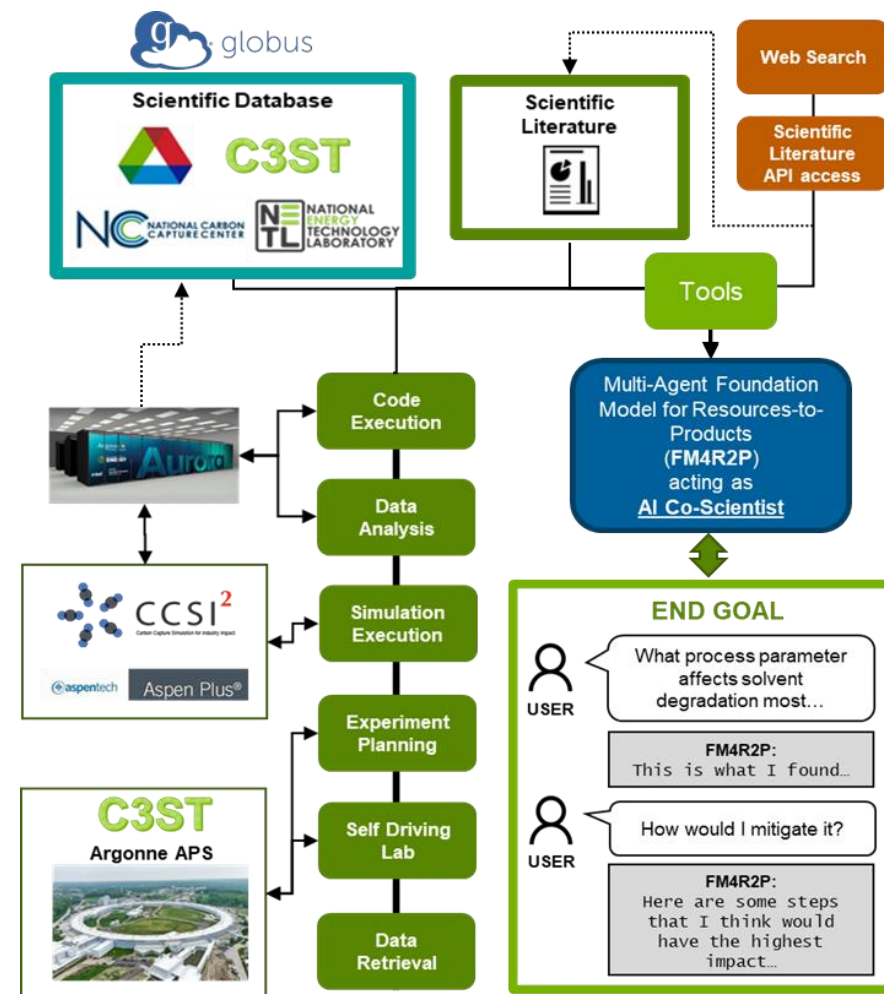 globus
Scientific Database
C3ST
NATIONAL CARBON
CAPTURE CENTER
NATIONAL
ENERGY
TECHNOLOGY
LABORATORY
Scientific
Literature
Web Search
Scientific
Literature
API access
Tools
Code
Execution
Data
Analysis
Simulation
Execution
Experiment
Planning
Self Driving
Lab
Data
Retrieval
Aurora
CCSI²
Carbon Capture Simulation for Industry Impact
aspentech
Aspen Plus®
C3ST
Argonne APS
Multi-Agent Foundation
Model for Resources-to-
Products
(FM4R2P)
acting as
AI Co-Scientist
END GOAL
USER
What process parameter
affects solvent
degradation most…
FM4R2P:
This is what I found…
USER
How would I mitigate it?
FM4R2P:
Here are some steps
that I think would
have the highest
impact…